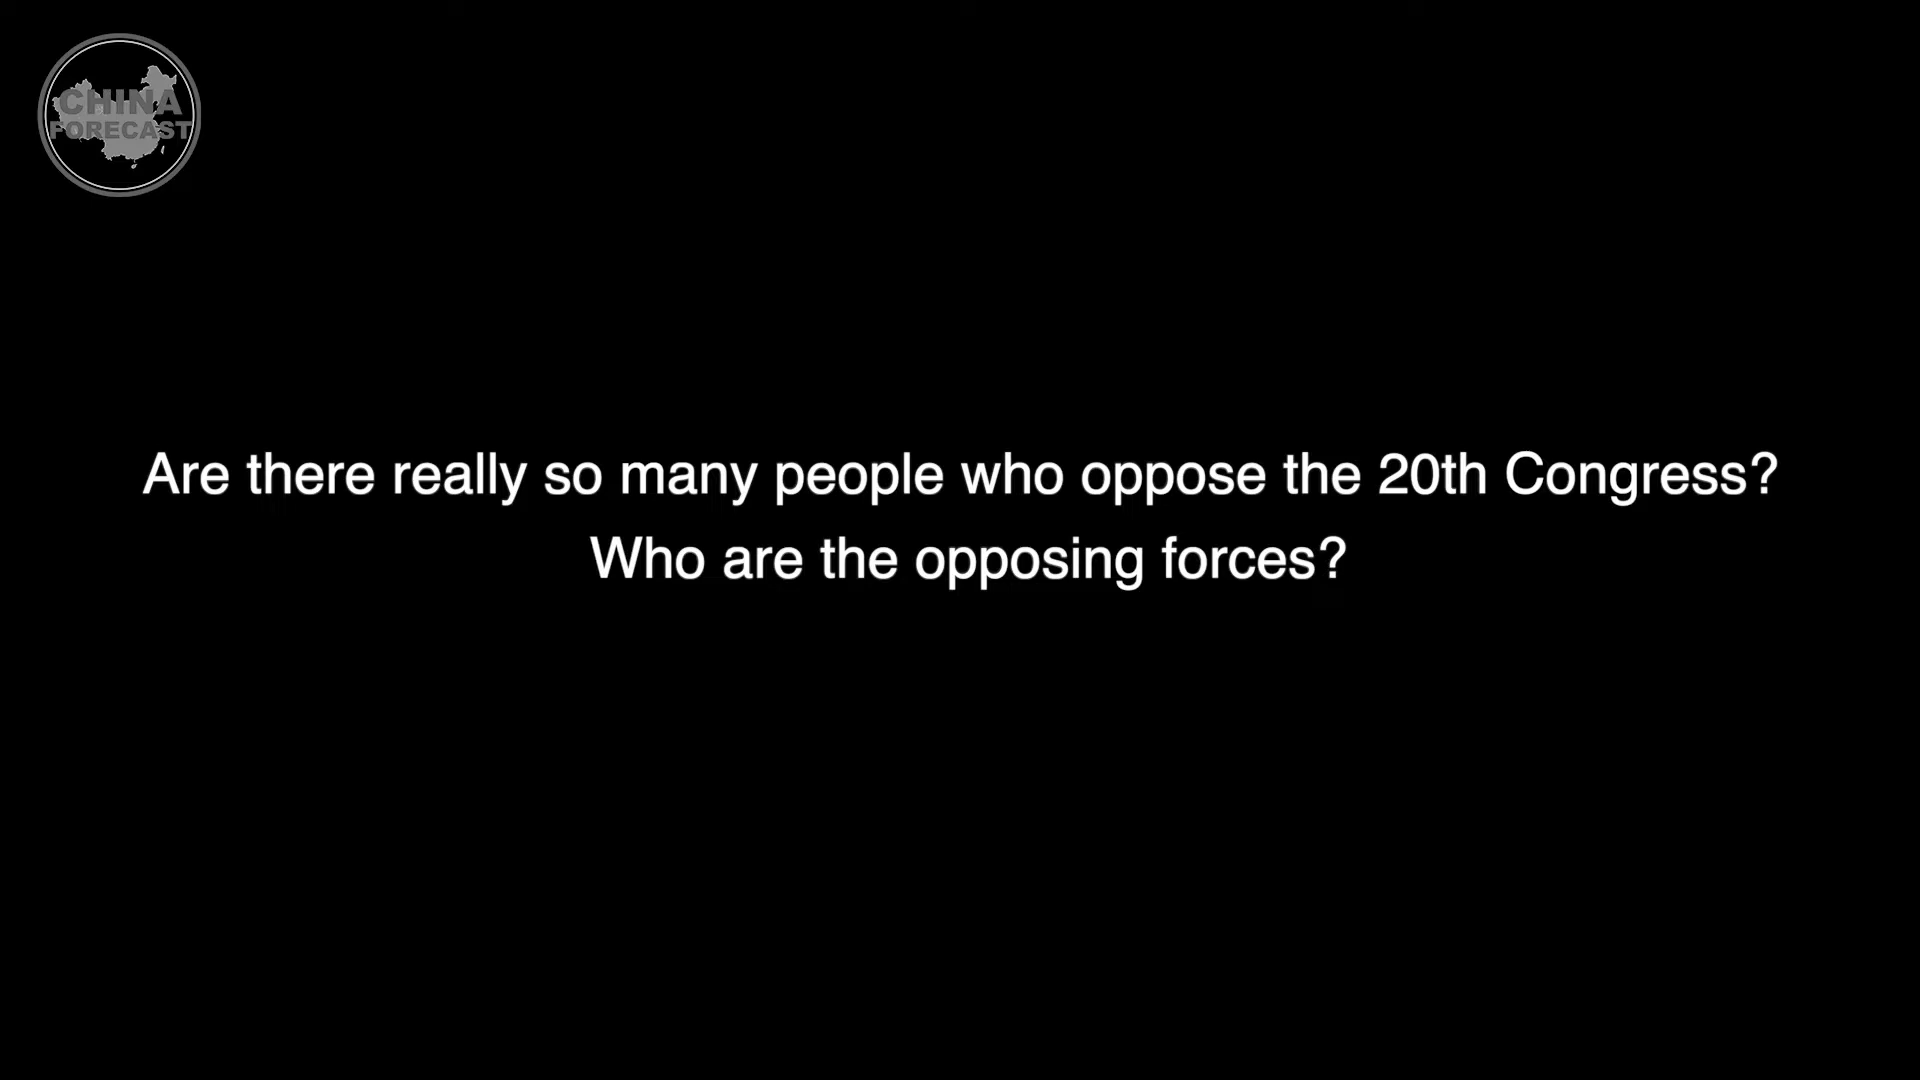 CHINA
FORECAST
Are there really so many people who oppose the 20th Congress?
Who are the opposing forces?